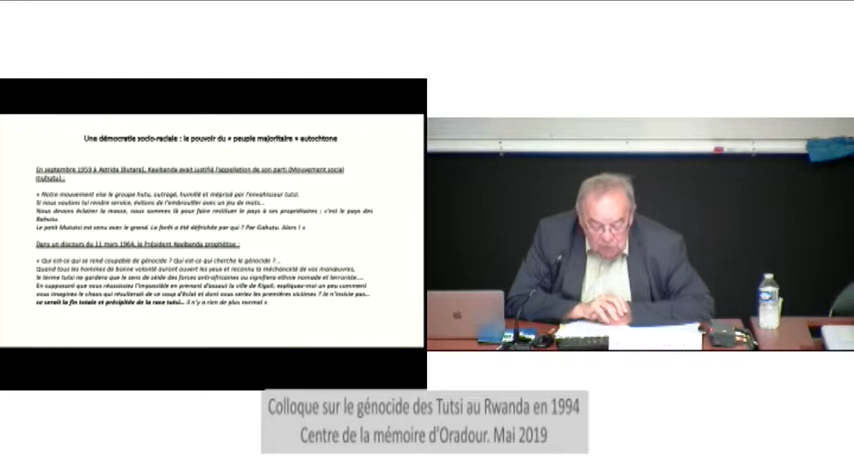 Une démocratie socio-raciale : le pouvoir du « peuple majoritaire » autochtone
En septembre 1959 à Astrida (Butare), Kayibanda avait justifié l'appellation de son parti (Mouvement social
muhutu) :
« Notre mouvement vise le groupe hutu, outragé, humilié et méprisé par l'envahisseur tutsi.
Si nous voulons lui rendre service, évitons de l'embrouiller avec un jeu de mots...
Nous devons éclairer la masse, nous sommes là pour faire restituer le pays à ses propriétaires ; c'est le pays des
Bahutu.
Le petit Mututsi est venu avec le grand. La forêt a été défrichée par qui ? Par Gahutu. Alors ! »
Dans un discours du 11 mars 1964, le Président Kayibanda prophétise :
« Qui est-ce qui se rend coupable de génocide ? Qui est-ce qui cherche le génocide ?...
Quand tous les hommes de bonne volonté auront ouvert les yeux et reconnu la méchanceté de vos manœuvres,
le terme tutsi ne gardera que le sens de séide des forces antiafricaines ou signifiera ethnie nomade et terroriste....
En supposant que vous réussissiez l'impossible en prenant d'assaut la ville de Kigali, expliquez-moi un peu comment
vous imaginez le chaos qui résulterait de ce coup d'éclat et dont vous seriez les premières victimes ? Je n'insiste pas...
ce serait la fin totale et précipitée de la race tutsi... Il n'y a rien de plus normal »
Colloque sur le génocide des Tutsi au Rwanda en 1994
Centre de la mémoire d'Oradour. Mai 2019